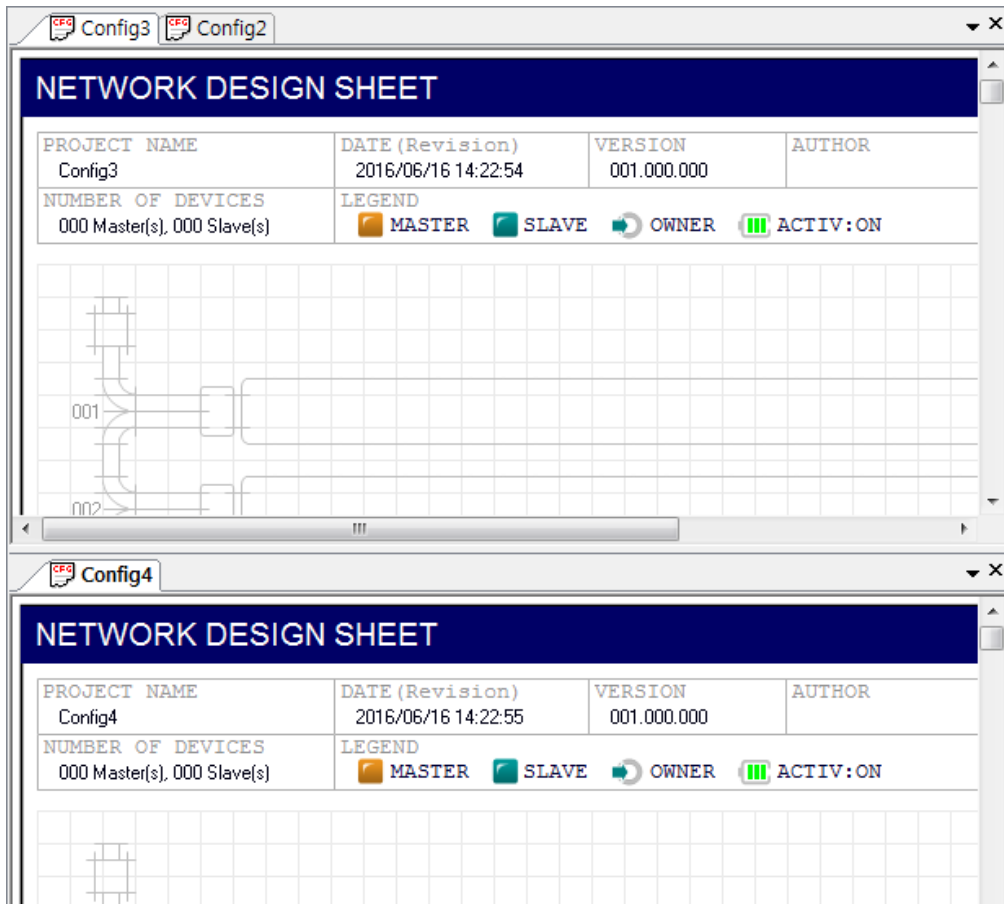 Config3 Config2
NETWORK DESIGN SHEET
PROJECT NAME DATE(Revision) VERSION AUTHOR
Config3 2016/06/16 14:22:54 001.000.000
NUMBER OF DEVICES LEGEND
000 Master(s), 000 Slave(s) MASTER SLAVE OWNER ACTIV:ON
001
002
Config4
NETWORK DESIGN SHEET
PROJECT NAME DATE(Revision) VERSION AUTHOR
Config4 2016/06/16 14:22:55 001.000.000
NUMBER OF DEVICES LEGEND
000 Master(s), 000 Slave(s) MASTER SLAVE OWNER ACTIV:ON